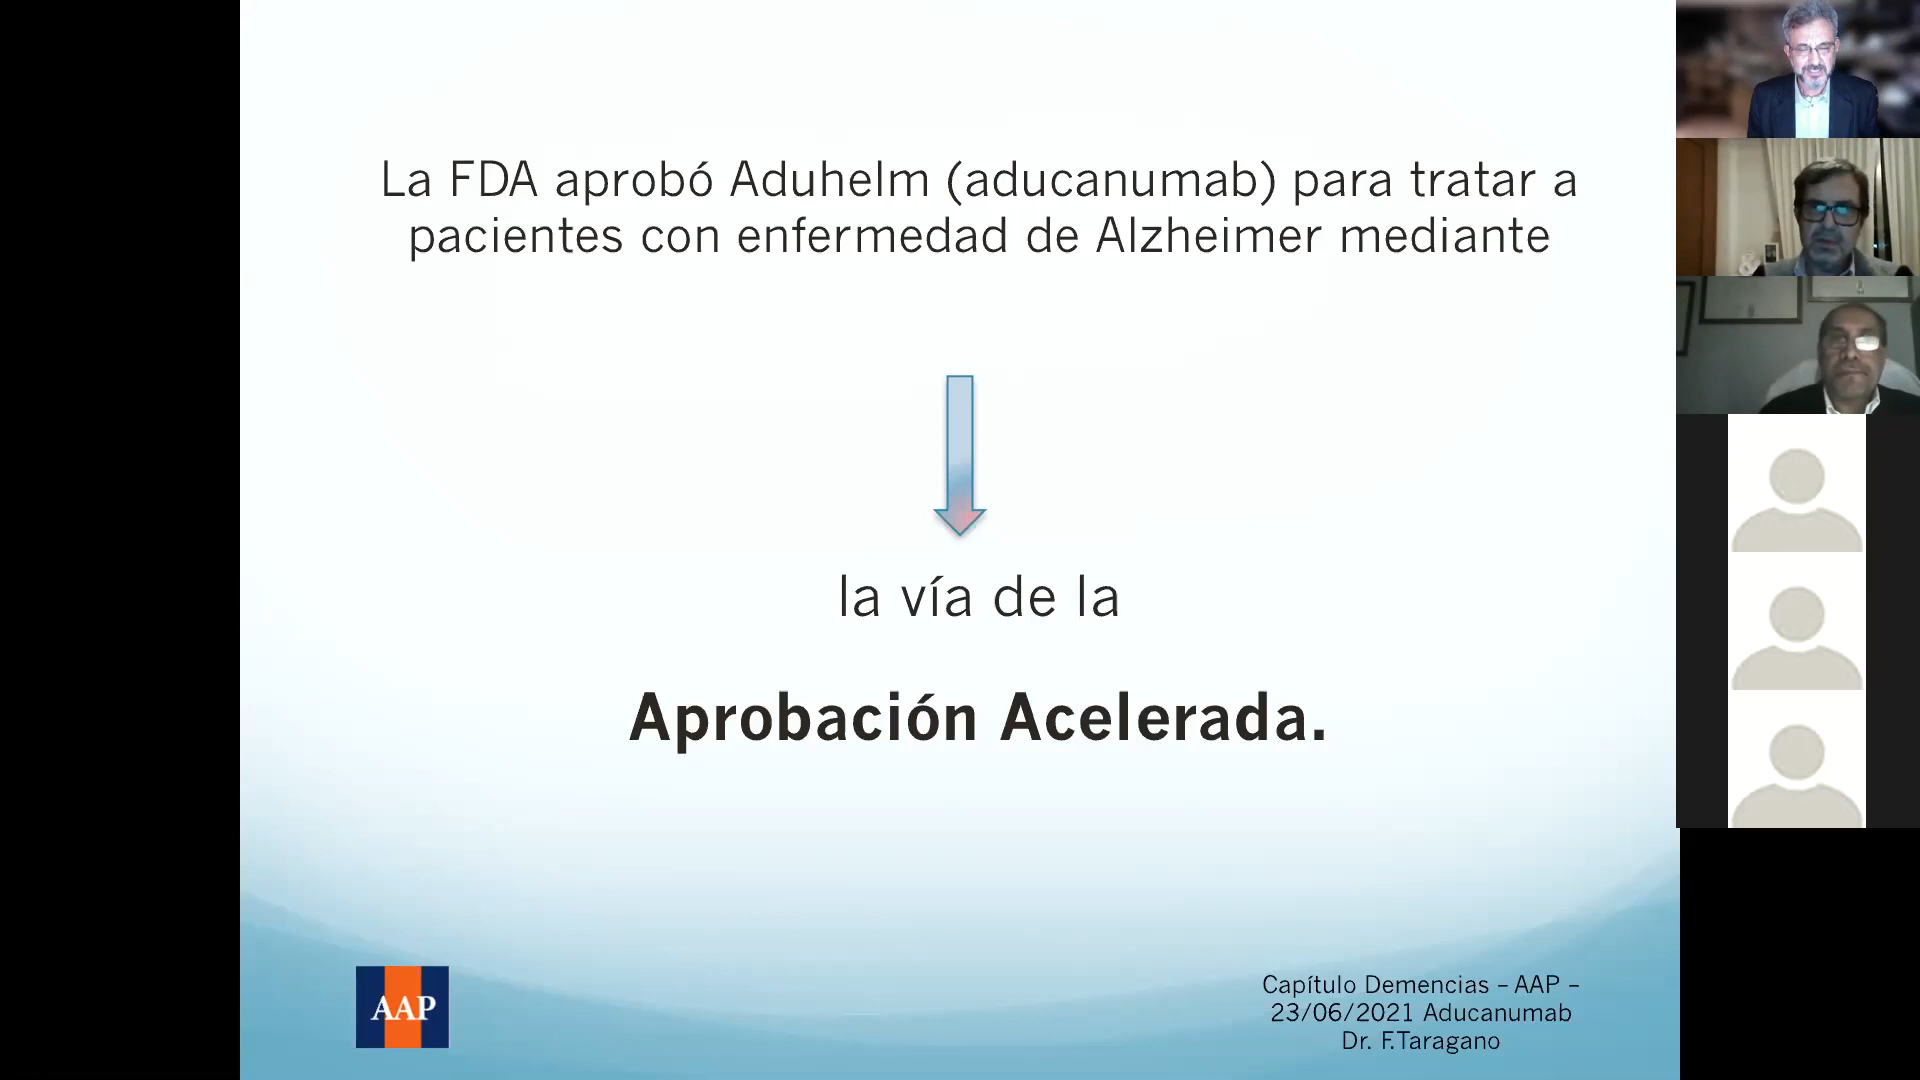 La FDA aprobó Aduhelm (aducanumab) para tratar a
pacientes con enfermedad de Alzheimer mediante
la vía de la
Aprobación Acelerada.
AAP
Capítulo Demencias – AAP –
23/06/2021 Aducanumab
Dr. F.Taragano